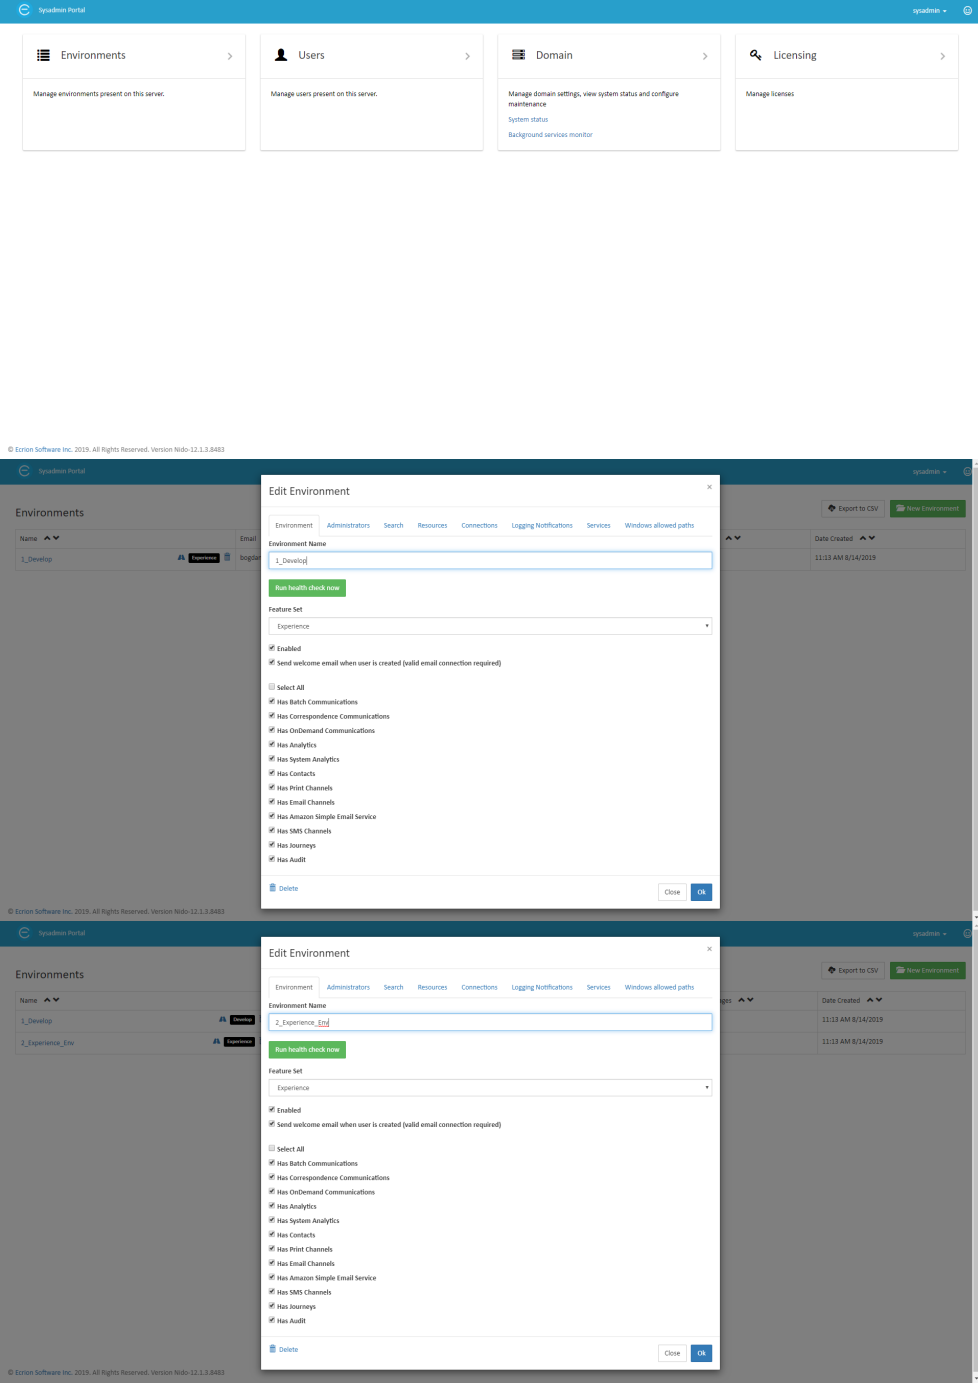 Sysadmin Portal
sysadmin
Environments
Users
Domain
Licensing
Manage environments present on this server.
Manage users present on this server.
Manage domain settings, view system status and configure
maintenance
System status
Background services monitor
Manage licenses
© Ecrion Software Inc. 2019. All Rights Reserved. Version Nido-12.1.3.8483
Sysadmin Portal
sysadmin
Environments
Export to CSV
New Environment
Name
Email
Date Created
1_Develop
Experience
bogdan
11:13 AM 8/14/2019
Edit Environment
×
Environment Administrators Search Resources Connections Logging Notifications Services Windows allowed paths
Environment Name
1_Develop
Run health check now
Feature Set
Experience
Enabled
Send welcome email when user is created (valid email connection required)
Select All
Has Batch Communications
Has Correspondence Communications
Has OnDemand Communications
Has Analytics
Has System Analytics
Has Contacts
Has Print Channels
Has Email Channels
Has Amazon Simple Email Service
Has SMS Channels
Has Journeys
Has Audit
Delete
Close Ok
© Ecrion Software Inc. 2019. All Rights Reserved. Version Nido-12.1.3.8483
Sysadmin Portal
sysadmin
Environments
Export to CSV
New Environment
Name
ges
Date Created
1_Develop
Develop
11:13 AM 8/14/2019
2_Experience_Env
Experience
11:13 AM 8/14/2019
Edit Environment
×
Environment Administrators Search Resources Connections Logging Notifications Services Windows allowed paths
Environment Name
2_Experience_Env
Run health check now
Feature Set
Experience
Enabled
Send welcome email when user is created (valid email connection required)
Select All
Has Batch Communications
Has Correspondence Communications
Has OnDemand Communications
Has Analytics
Has System Analytics
Has Contacts
Has Print Channels
Has Email Channels
Has Amazon Simple Email Service
Has SMS Channels
Has Journeys
Has Audit
Delete
Close Ok
© Ecrion Software Inc. 2019. All Rights Reserved. Version Nido-12.1.3.8483